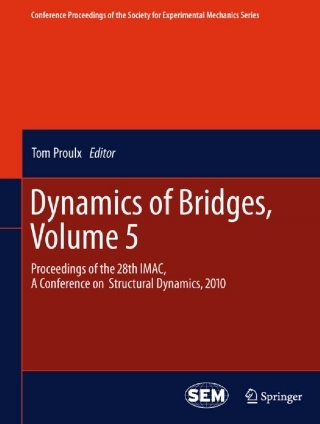 Conference Proceedings of the Society for Experimental Mechanics Series
Tom Proulx Editor
Dynamics of Bridges,
Volume 5
Proceedings of the 28th IMAC,
A Conference on Structural Dynamics, 2010
SEM
Springer